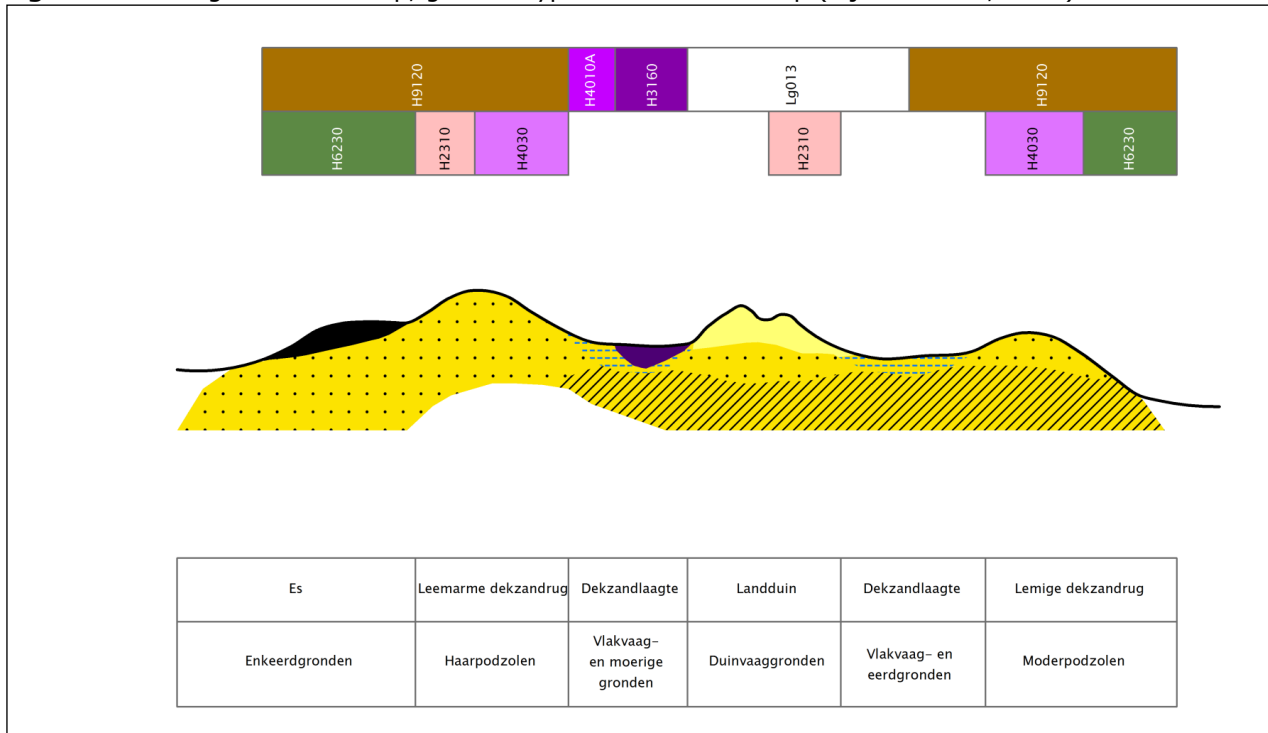 H9120
H4010A
H3160
Lg013
H9120
H6230
H2310
H4030
H2310
H4030
H6230
Es
Leemarme dekzandrug
Dekzandlaagte
Landduin
Dekzandlaagte
Lemige dekzandrug
Enkeerdgronden
Haarpodzolen
Vlakvaag-
en moerige
gronden
Duinvaaggronden
Vlakvaag- en
eerdgronden
Moderpodzolen